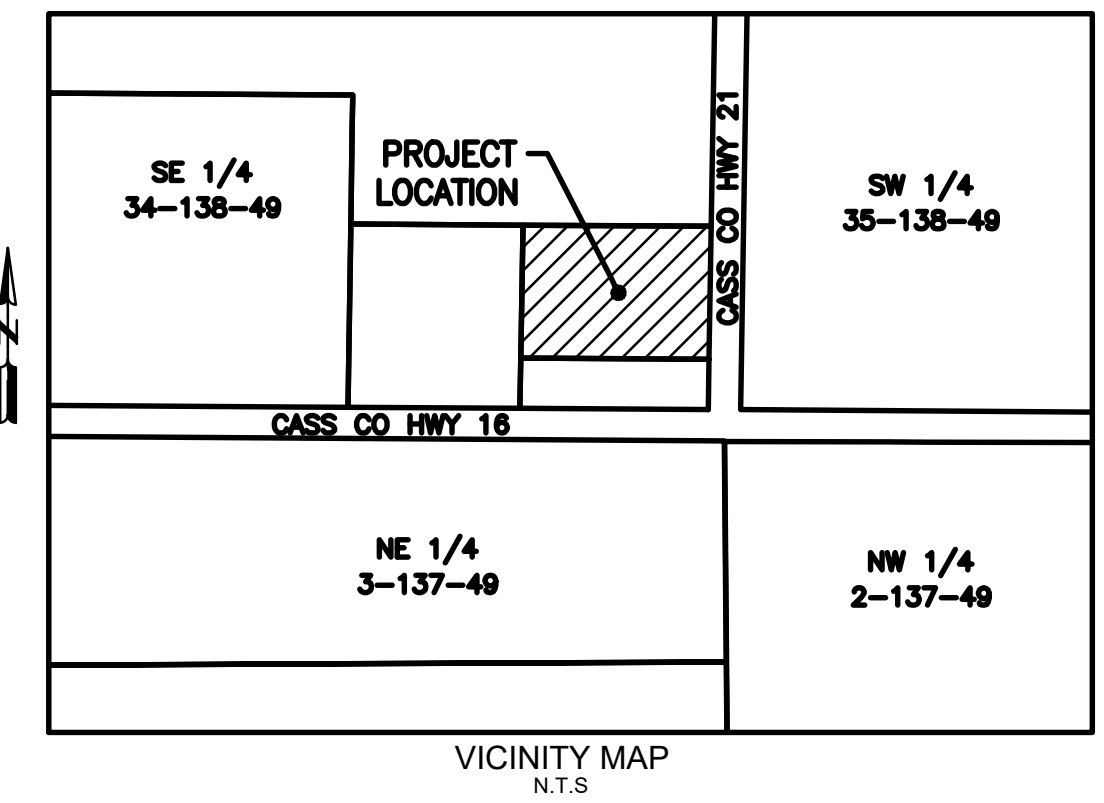 PROJECT
LOCATION
SE 1/4
34-138-49
SW 1/4
35-138-49
CASS CO HWY 21
N
CASS CO HWY 16
NE 1/4
3-137-49
NW 1/4
2-137-49
VICINITY MAP
N.T.S